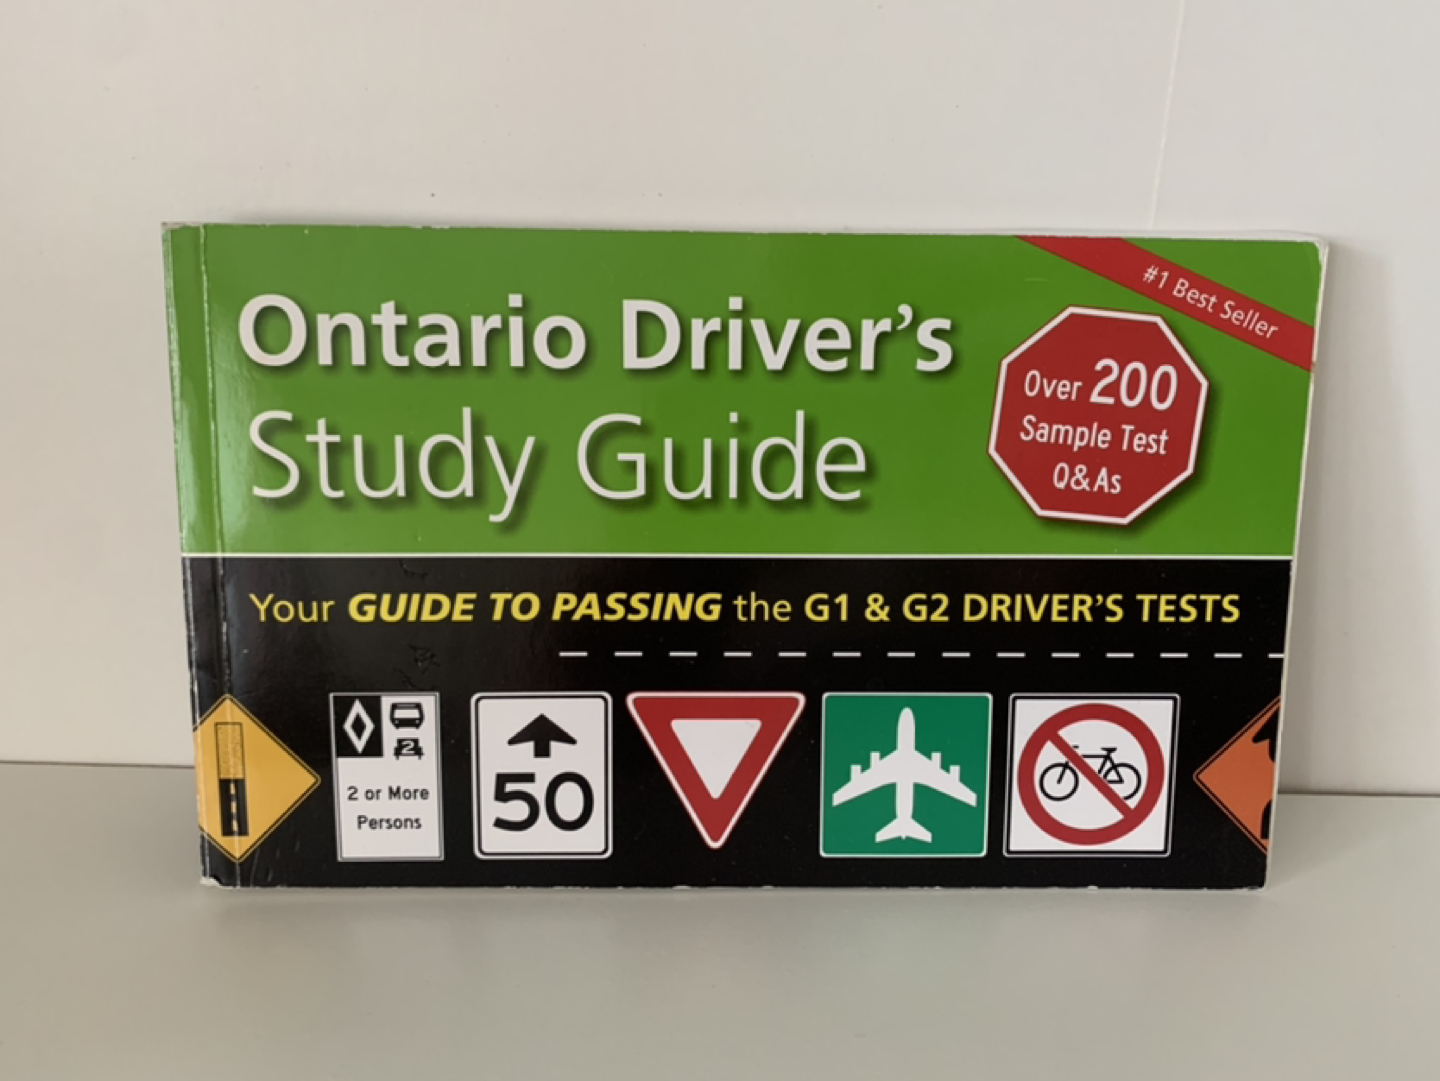 #1 Best Seller
Ontario Driver's
Study Guide
Over 200
Sample Test
Q&As
Your GUIDE TO PASSING the G1 & G2 DRIVER'S TESTS
2
2 or More
Persons
50